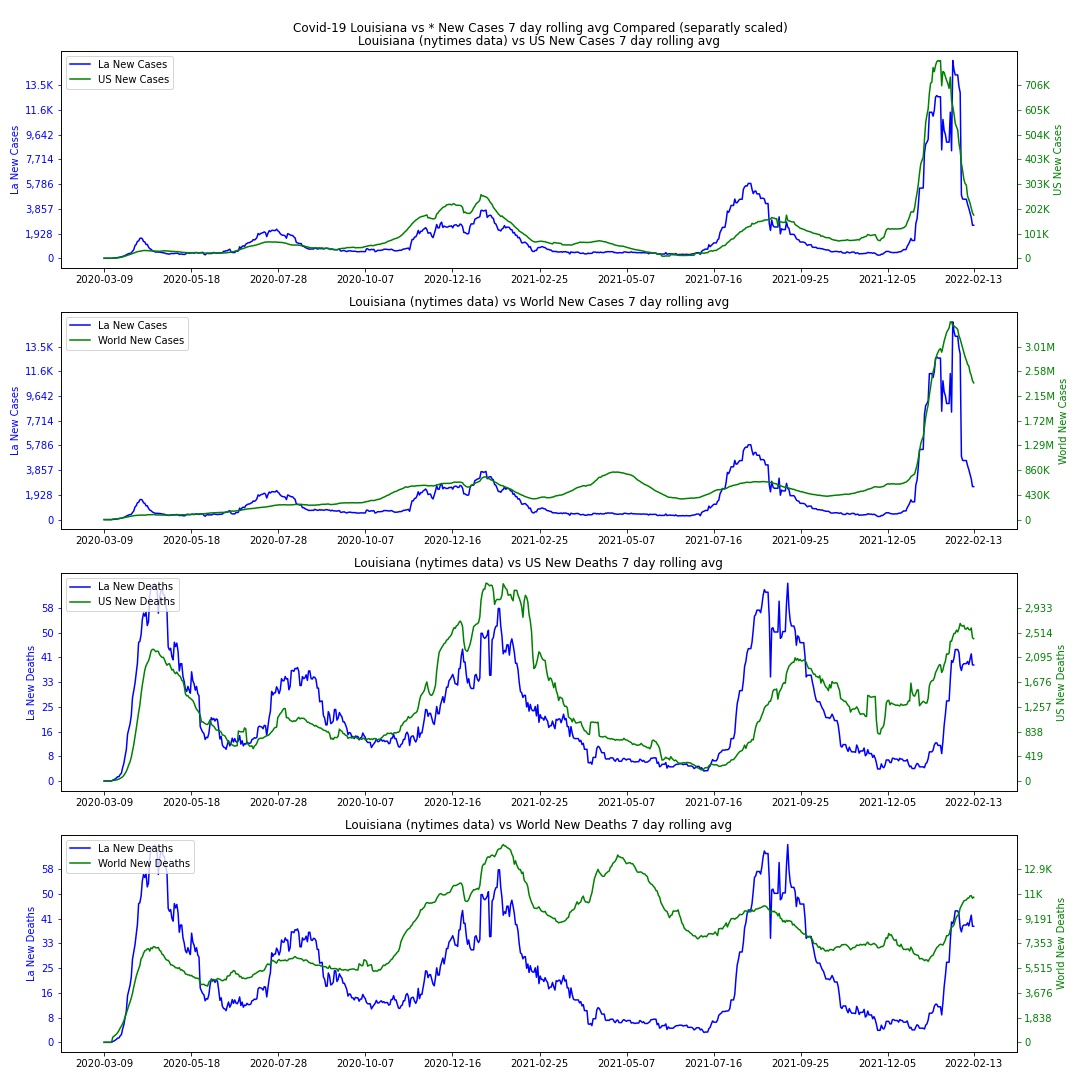 Covid-19 Louisiana vs * New Cases 7 day rolling avg Compared (separatly scaled)
Louisiana (nytimes data) vs US New Cases 7 day rolling avg
La New Cases
US New Cases
13.5K
11.6K
9,642
7,714
5,786
3,857
1,928
0
La New Cases
706K
605K
504K
403K
303K
202K
101K
0
US New Cases
2020-03-09 2020-05-18 2020-07-28 2020-10-07 2020-12-16 2021-02-25 2021-05-07 2021-07-16 2021-09-25 2021-12-05 2022-02-13
Louisiana (nytimes data) vs World New Cases 7 day rolling avg
La New Cases
World New Cases
13.5K
11.6K
9,642
7,714
5,786
3,857
1,928
0
La New Cases
3.01M
2.58M
2.15M
1.72M
1.29M
860K
430K
0
World New Cases
2020-03-09 2020-05-18 2020-07-28 2020-10-07 2020-12-16 2021-02-25 2021-05-07 2021-07-16 2021-09-25 2021-12-05 2022-02-13
Louisiana (nytimes data) vs US New Deaths 7 day rolling avg
La New Deaths
US New Deaths
58
50
41
33
25
16
8
0
La New Deaths
2,933
2,514
2,095
1,676
1,257
838
419
0
US New Deaths
2020-03-09 2020-05-18 2020-07-28 2020-10-07 2020-12-16 2021-02-25 2021-05-07 2021-07-16 2021-09-25 2021-12-05 2022-02-13
Louisiana (nytimes data) vs World New Deaths 7 day rolling avg
La New Deaths
World New Deaths
58
50
41
33
25
16
8
0
La New Deaths
12.9K
11K
9,191
7,353
5,515
3,676
1,838
0
World New Deaths
2020-03-09 2020-05-18 2020-07-28 2020-10-07 2020-12-16 2021-02-25 2021-05-07 2021-07-16 2021-09-25 2021-12-05 2022-02-13